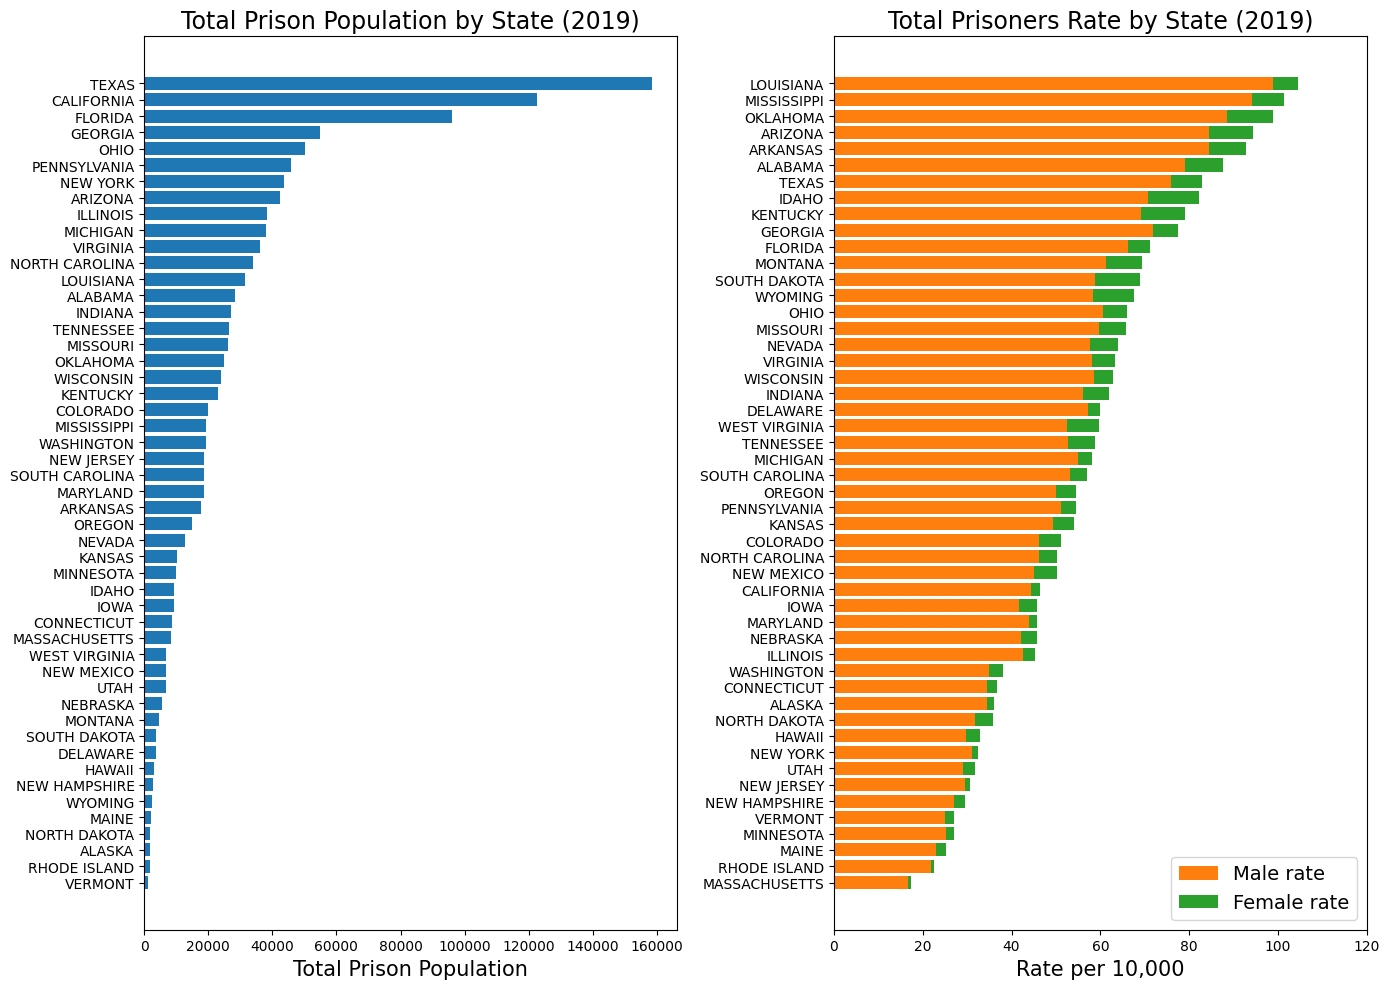 Total Prison Population by State (2019)
TEXAS
CALIFORNIA
FLORIDA
GEORGIA
OHIO
PENNSYLVANIA
NEW YORK
ARIZONA
ILLINOIS
MICHIGAN
VIRGINIA
NORTH CAROLINA
LOUISIANA
ALABAMA
INDIANA
TENNESSEE
MISSOURI
OKLAHOMA
WISCONSIN
KENTUCKY
COLORADO
MISSISSIPPI
WASHINGTON
NEW JERSEY
SOUTH CAROLINA
MARYLAND
ARKANSAS
OREGON
NEVADA
KANSAS
MINNESOTA
IDAHO
IOWA
CONNECTICUT
MASSACHUSETTS
WEST VIRGINIA
NEW MEXICO
UTAH
NEBRASKA
MONTANA
SOUTH DAKOTA
DELAWARE
HAWAII
NEW HAMPSHIRE
WYOMING
MAINE
NORTH DAKOTA
ALASKA
RHODE ISLAND
VERMONT
0 20000 40000 60000 80000 100000 120000 140000 160000
Total Prison Population
Total Prisoners Rate by State (2019)
LOUISIANA
MISSISSIPPI
OKLAHOMA
ARIZONA
ARKANSAS
ALABAMA
TEXAS
IDAHO
KENTUCKY
GEORGIA
FLORIDA
MONTANA
SOUTH DAKOTA
WYOMING
OHIO
MISSOURI
NEVADA
VIRGINIA
WISCONSIN
INDIANA
DELAWARE
WEST VIRGINIA
TENNESSEE
MICHIGAN
SOUTH CAROLINA
OREGON
PENNSYLVANIA
KANSAS
COLORADO
NORTH CAROLINA
NEW MEXICO
CALIFORNIA
IOWA
MARYLAND
NEBRASKA
ILLINOIS
WASHINGTON
CONNECTICUT
ALASKA
NORTH DAKOTA
HAWAII
NEW YORK
UTAH
NEW JERSEY
NEW HAMPSHIRE
VERMONT
MINNESOTA
MAINE
RHODE ISLAND
MASSACHUSETTS
Male rate
Female rate
0 20 40 60 80 100 120
Rate per 10,000